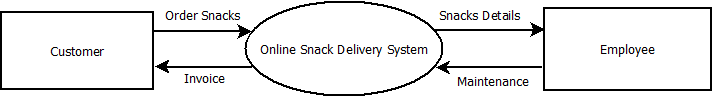 Order Snacks
Snacks Details
Customer
Online Snack Delivery System
Employee
Invoice
Maintenance